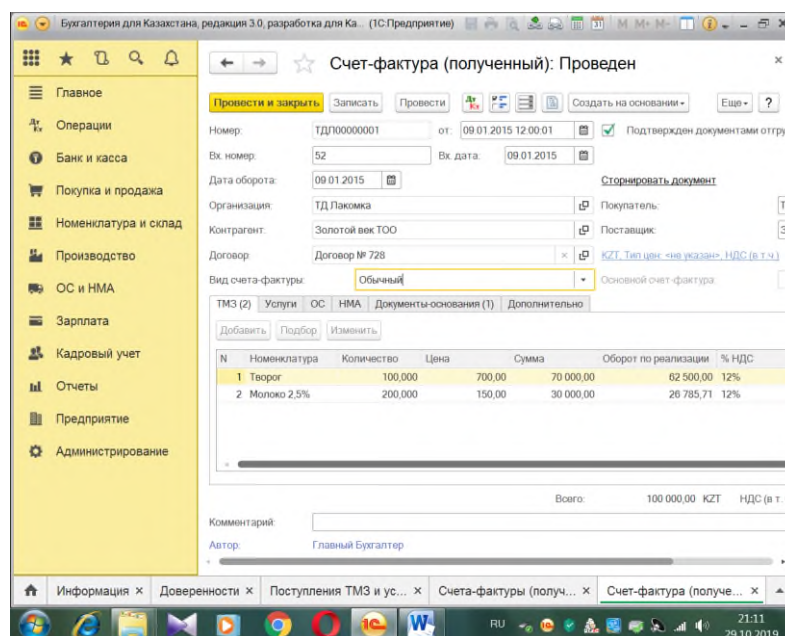 Бухгалтерия для Казахстана, редакция 3.0, разработка для Ка... (1С:Предприятие)
M M+ M-
Главное
Операции
Банк и касса
Покупка и продажа
Номенклатура и склад
Производство
ОС и НМА
Зарплата
Кадровый учет
Отчеты
Предприятие
Администрирование
Счет-фактура (полученный): Проведен
Провести и закрыть Записать Провести Создать на основании Еще ?
Номер: ТДЛ00000001 от: 09.01.2015 12:00:01 Подтвержден документами отгру
Вх. номер: 52 Вх. дата: 09.01.2015
Дата оборота: 09.01.2015 Сторнировать документ
Организация: ТД Лакомка Покупатель: Т
Контрагент: Золотой век ТОО Поставщик: З
Договор: Договор № 728 KZT, Тип цен: <не указан>, НДС (в т.ч.)
Вид счета-фактуры: Обычный Основной счет-фактура:
ТМЗ (2) Услуги ОС НМА Документы-основания (1) Дополнительно
Добавить Подбор Изменить
N Номенклатура Количество Цена Сумма Оборот по реализации % НДС
1 Творог 100,000 700,00 70 000,00 62 500,00 12%
2 Молоко 2,5% 200,000 150,00 30 000,00 26 785,71 12%
Всего: 100 000,00 KZT НДС (в т.
Комментарий:
Автор: Главный Бухгалтер
Информация × Доверенности × Поступления ТМЗ и ус... × Счета-фактуры (получ... × Счет-фактура (получе... ×
RU 21:11
29.10.2019